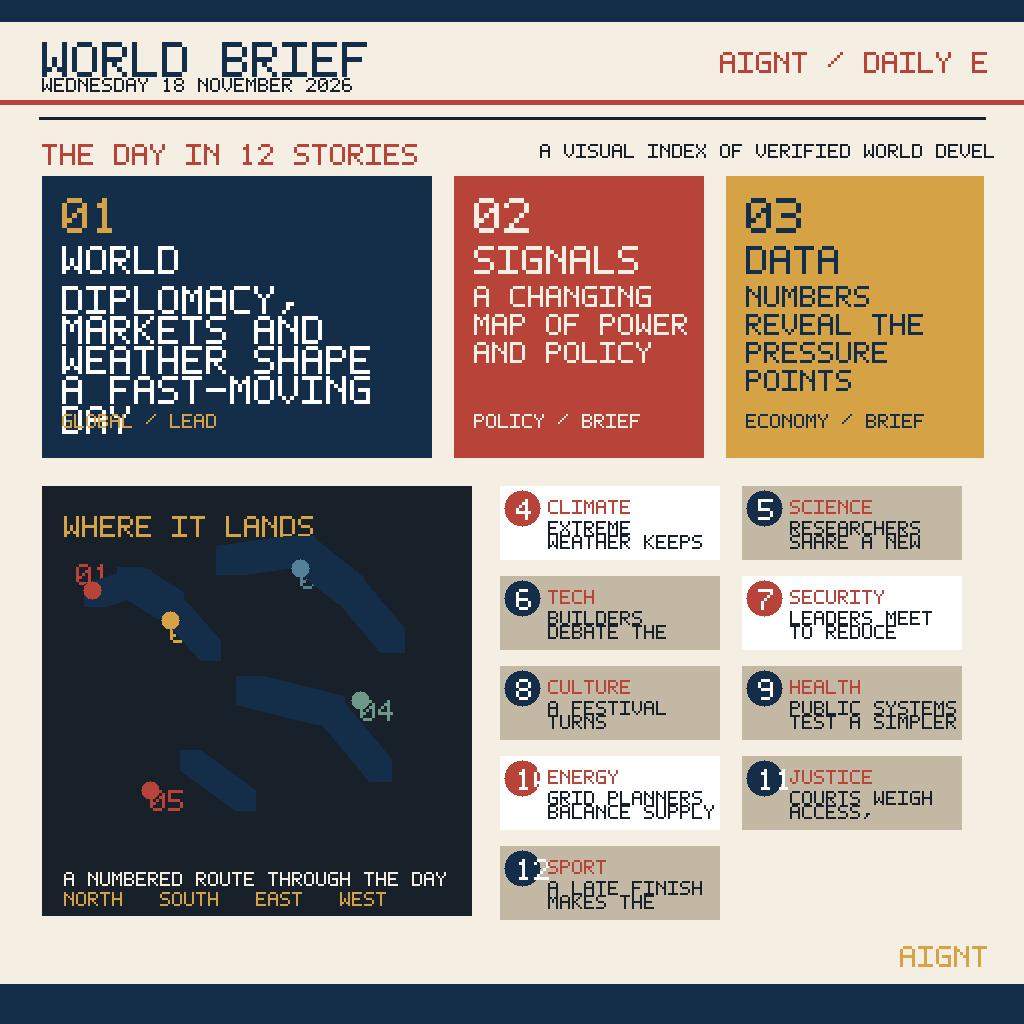 WORLD BRIEF
WEDNESDAY 18 NOVEMBER 2026
AIGNT / DAILY E
THE DAY IN 12 STORIES
A VISUAL INDEX OF VERIFIED WORLD DEVEL
01
WORLD
DIPLOMACY,
MARKETS AND
WEATHER SHAPE
A FAST-MOVING
DAY
GLOBAL / LEAD
02
SIGNALS
A CHANGING
MAP OF POWER
AND POLICY
POLICY / BRIEF
03
DATA
NUMBERS
REVEAL THE
PRESSURE
POINTS
ECONOMY / BRIEF
WHERE IT LANDS
01
04
05
A NUMBERED ROUTE THROUGH THE DAY
NORTH SOUTH EAST WEST
4 CLIMATE
EXTREME
WEATHER KEEPS
5 SCIENCE
RESEARCHERS
SHARE A NEW
6 TECH
BUILDERS
DEBATE THE
7 SECURITY
LEADERS MEET
TO REDUCE
8 CULTURE
A FESTIVAL
TURNS
9 HEALTH
PUBLIC SYSTEMS
TEST A SIMPLER
10 ENERGY
GRID PLANNERS
BALANCE SUPPLY
11 JUSTICE
COURTS WEIGH
ACCESS,
12 SPORT
A LATE FINISH
MAKES THE
AIGNT